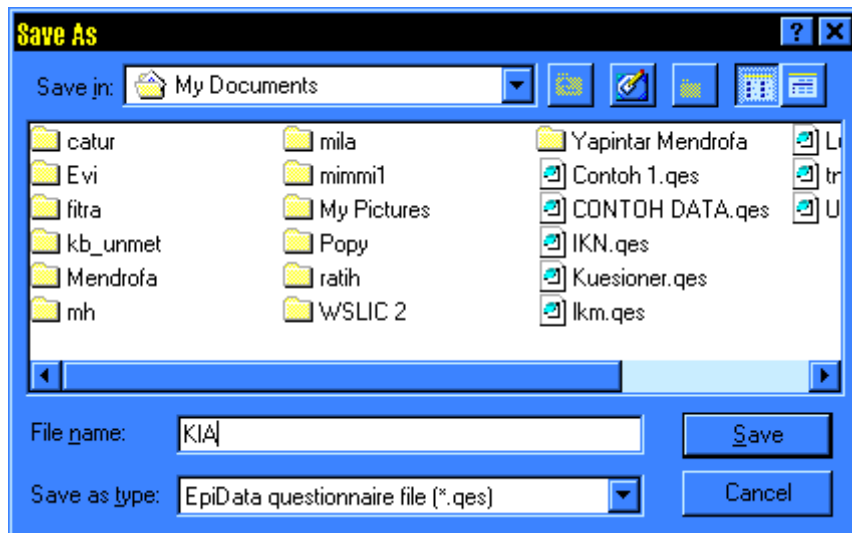 Save As
Save in: My Documents
catur
Evi
fitra
kb_unmet
Mendrofa
mh
mila
mimmi1
My Pictures
Popy
ratih
WSLIC 2
Yapintar Mendrofa
Contoh 1.qes
CONTOH DATA.qes
IKN.qes
Kuesioner.qes
lkm.qes
File name: KIA
Save
Save as type: EpiData questionnaire file (*.qes)
Cancel